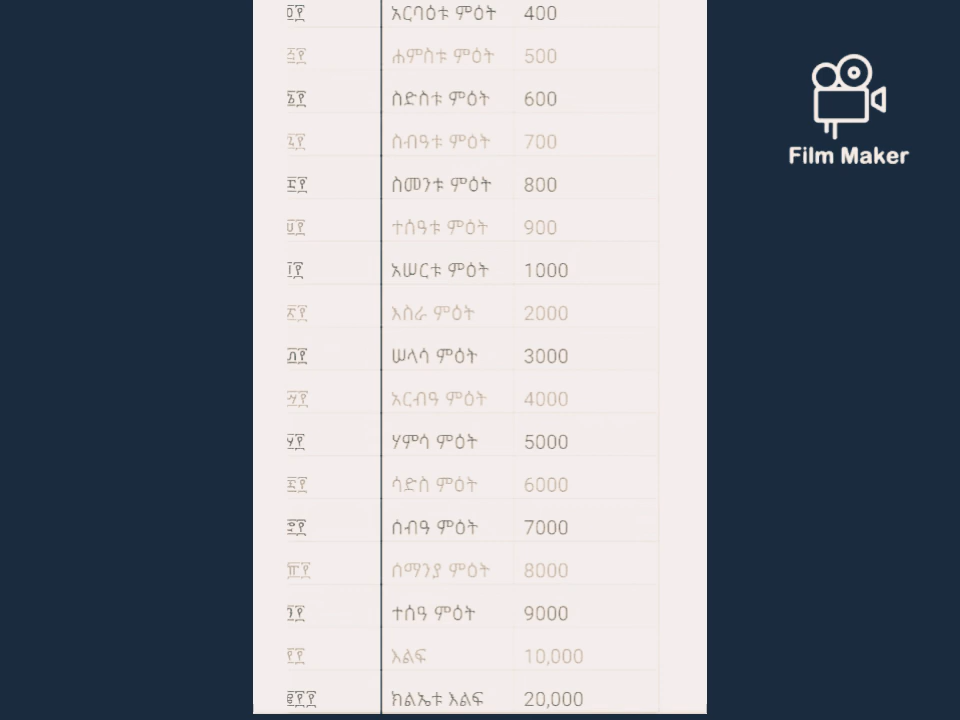 ፬፻ አርባዕቱ ምዕት 400
፭፻ ሐምስቱ ምዕት 500
፮፻ ስድስቱ ምዕት 600
፯፻ ስብዓቱ ምዕት 700
፰፻ ስመንቱ ምዕት 800
፱፻ ተሰዓቱ ምዕት 900
፲፻ አሠርቱ ምዕት 1000
፳፻ እስራ ምዕት 2000
፴፻ ሠላሳ ምዕት 3000
፵፻ አርብዓ ምዕት 4000
፶፻ ሃምሳ ምዕት 5000
፷፻ ሳድስ ምዕት 6000
፸፻ ሰብዓ ምዕት 7000
፹፻ ሰማንያ ምዕት 8000
፺፻ ተሰዓ ምዕት 9000
፻፻ እልፍ 10,000
፪፻፻ ክልኤቱ እልፍ 20,000
Film Maker